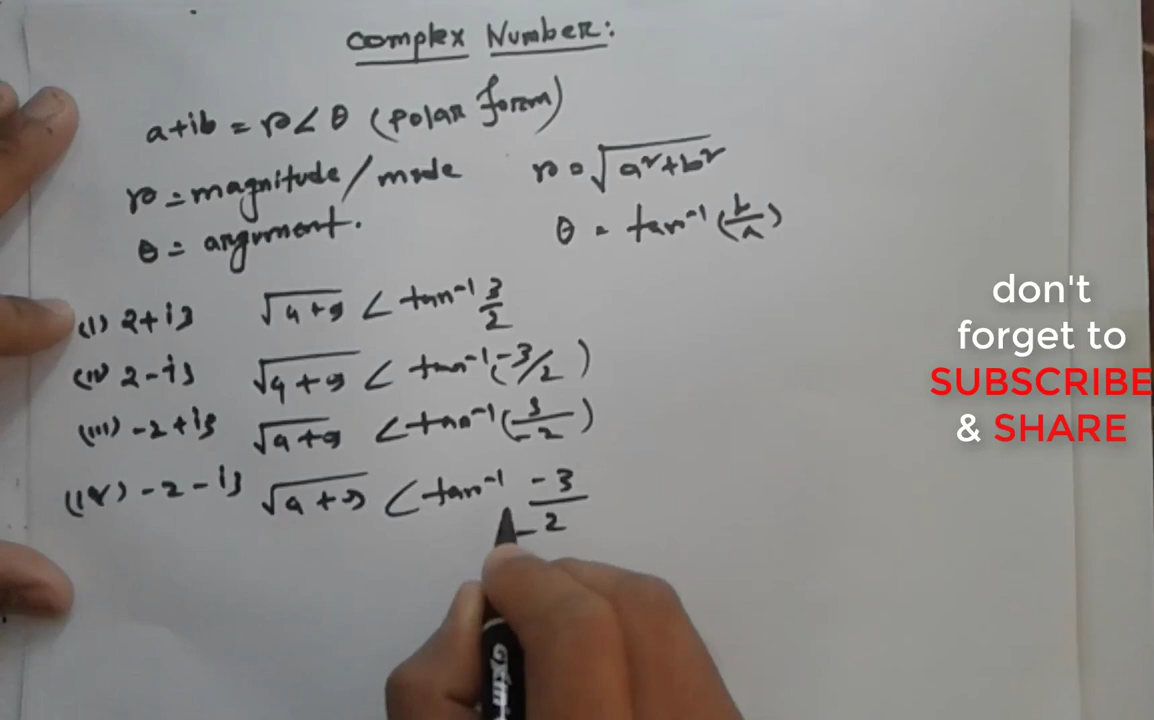 Complex Number:
a+ib = r∠θ (polar form)
r = magnitude/mode r = √a²+b²
θ = argument. θ = tan⁻¹(b/a)
(i) 2+i3 √4+9 ∠ tan⁻¹ 3/2
(ii) 2-i3 √4+9 ∠ tan⁻¹(-3/2)
(iii) -2+i3 √4+9 ∠ tan⁻¹(3/-2)
(iv) -2-i3 √4+9 ∠ tan⁻¹ -3/-2
don't
forget to
SUBSCRIBE
& SHARE